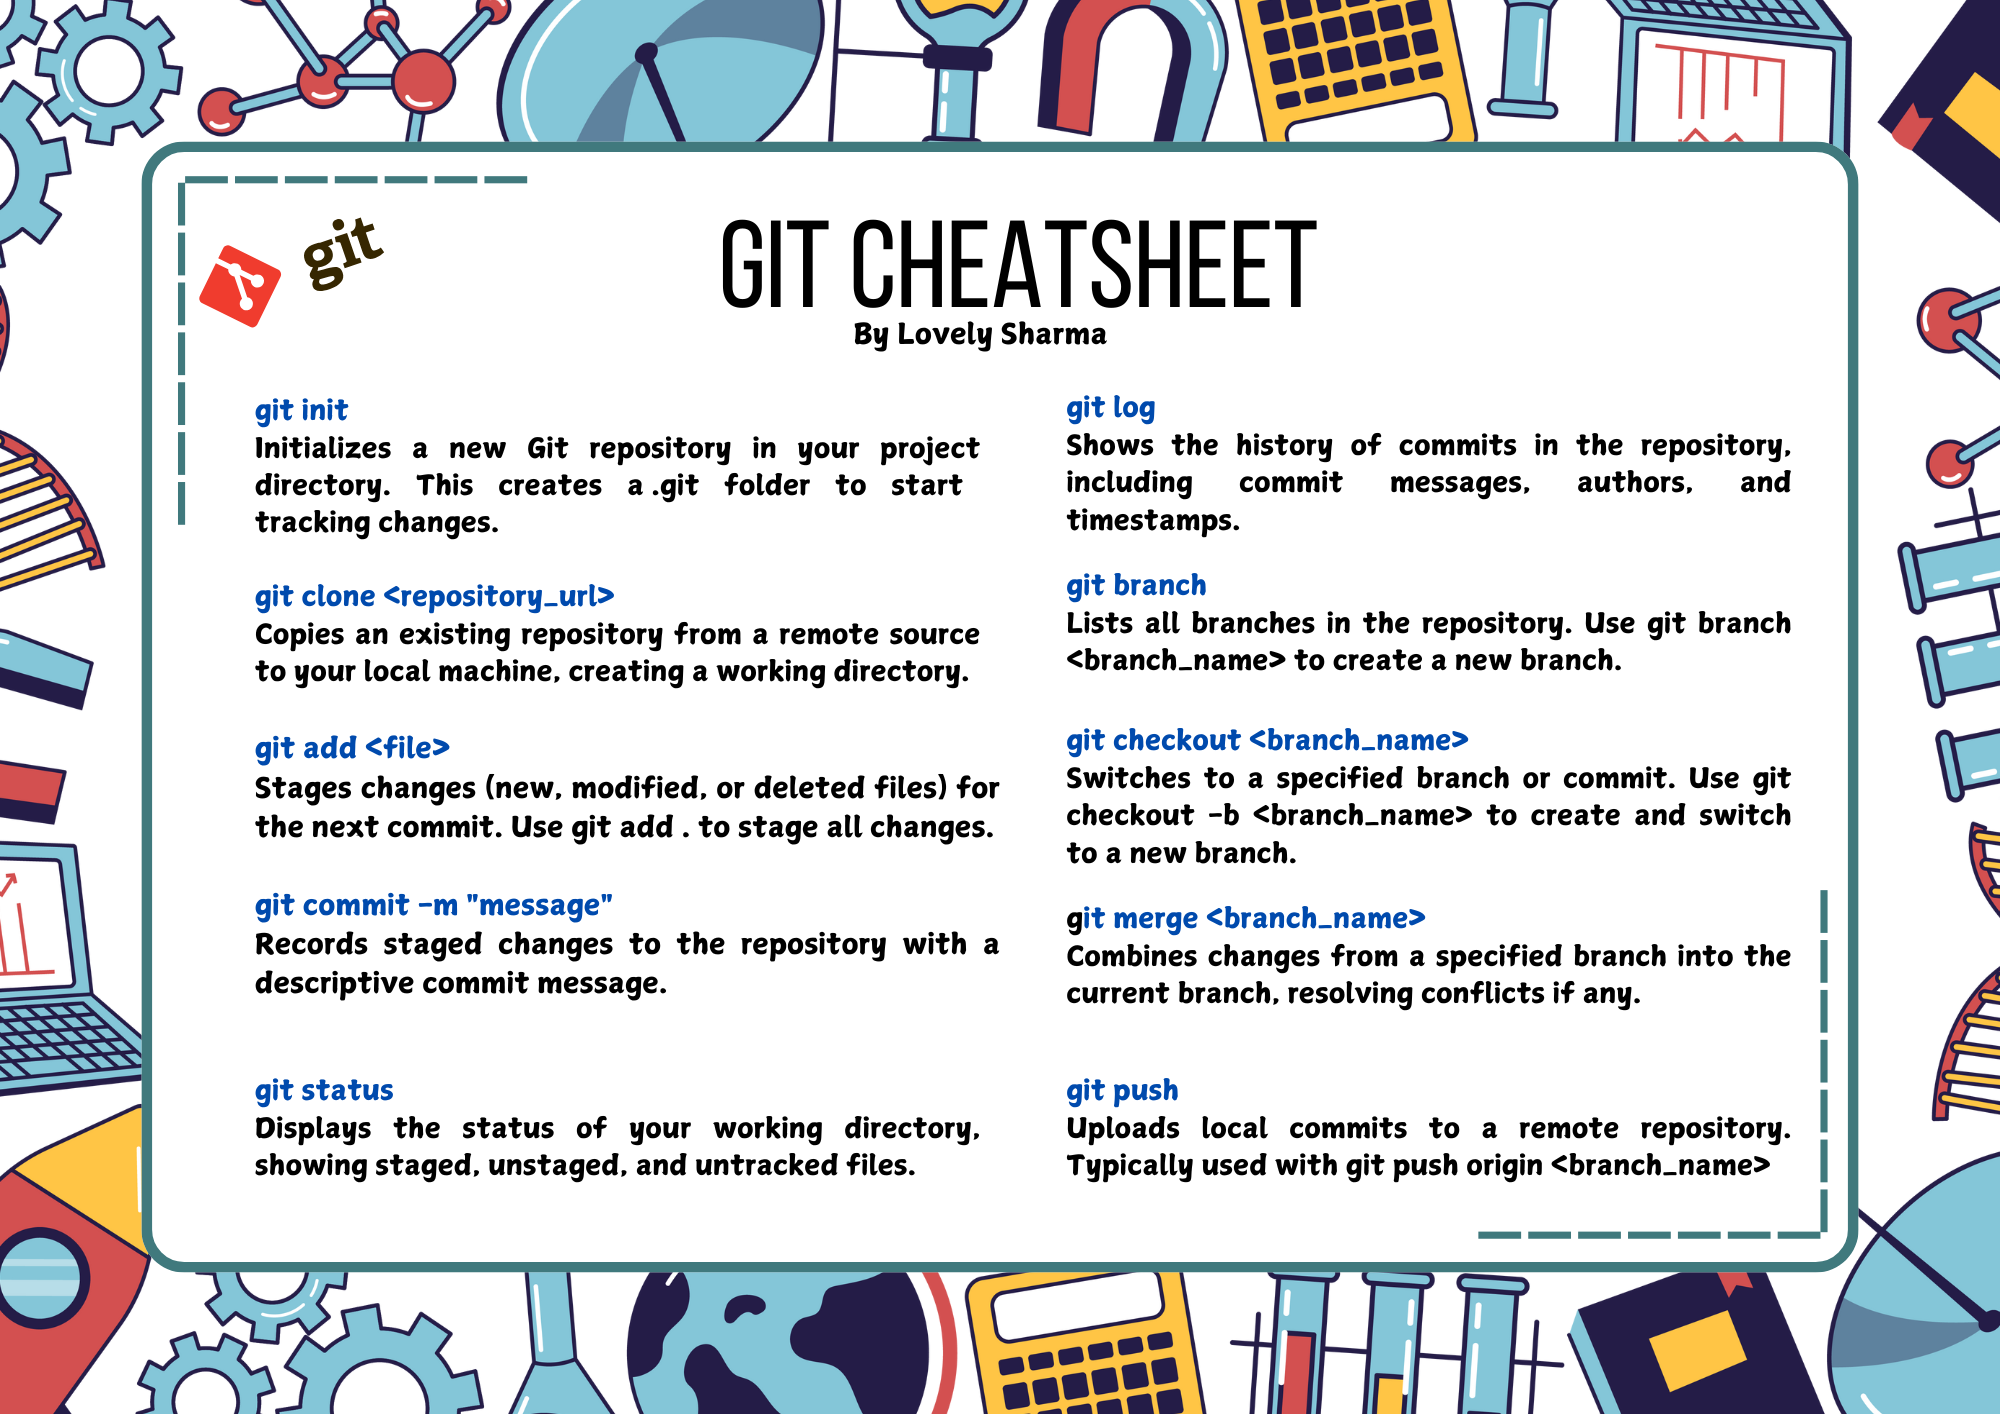 git
GIT CHEATSHEET
By Lovely Sharma
git init
Initializes a new Git repository in your project
directory. This creates a .git folder to start
tracking changes.
git clone <repository_url>
Copies an existing repository from a remote source
to your local machine, creating a working directory.
git add <file>
Stages changes (new, modified, or deleted files) for
the next commit. Use git add . to stage all changes.
git commit -m "message"
Records staged changes to the repository with a
descriptive commit message.
git status
Displays the status of your working directory,
showing staged, unstaged, and untracked files.
git log
Shows the history of commits in the repository,
including commit messages, authors, and
timestamps.
git branch
Lists all branches in the repository. Use git branch
<branch_name> to create a new branch.
git checkout <branch_name>
Switches to a specified branch or commit. Use git
checkout -b <branch_name> to create and switch
to a new branch.
git merge <branch_name>
Combines changes from a specified branch into the
current branch, resolving conflicts if any.
git push
Uploads local commits to a remote repository.
Typically used with git push origin <branch_name>